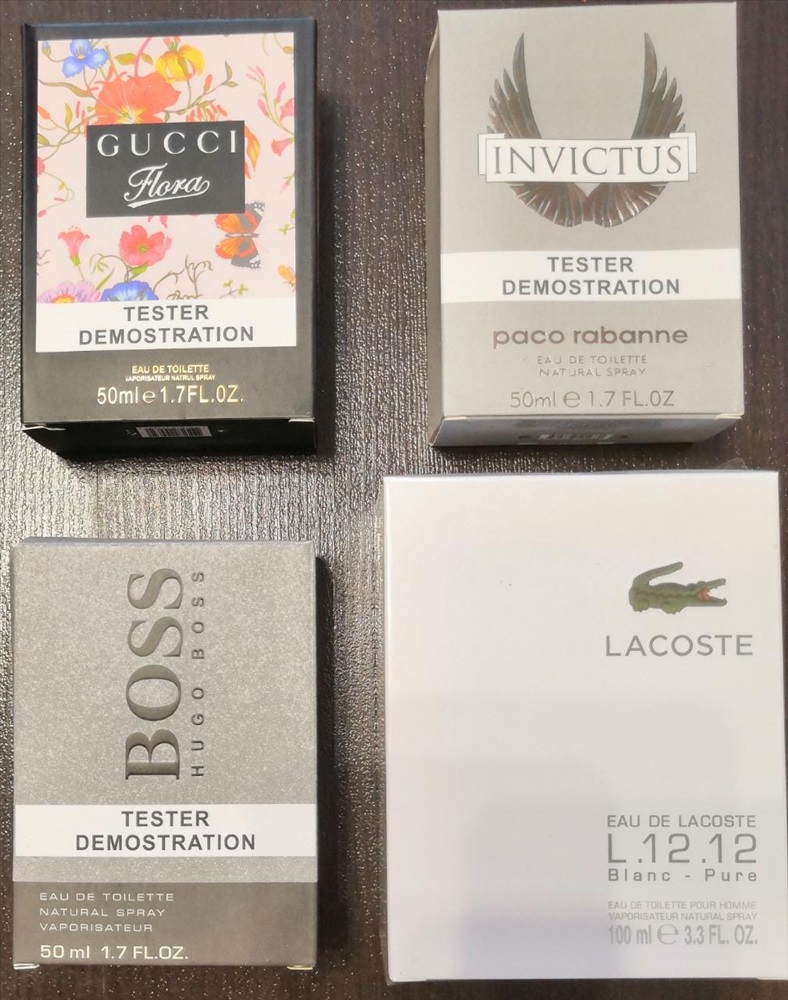 GUCCI
Flora
TESTER
DEMOSTRATION
EAU DE TOILETTE
VAPORISATEUR NATRUL SPRAY
50ml e 1.7FL.OZ.
INVICTUS
TESTER
DEMOSTRATION
paco rabanne
EAU DE TOILETTE
NATURAL SPRAY
50ml e 1.7 FL.OZ
BOSS
HUGO BOSS
TESTER
DEMOSTRATION
EAU DE TOILETTE
NATURAL SPRAY
VAPORISATEUR
50 ml 1.7 FL.OZ.
LACOSTE
EAU DE LACOSTE
L.12.12
Blanc - Pure
EAU DE TOILETTE POUR HOMME
VAPORISATEUR NATURAL SPRAY
100 ml e 3.3 FL. OZ.